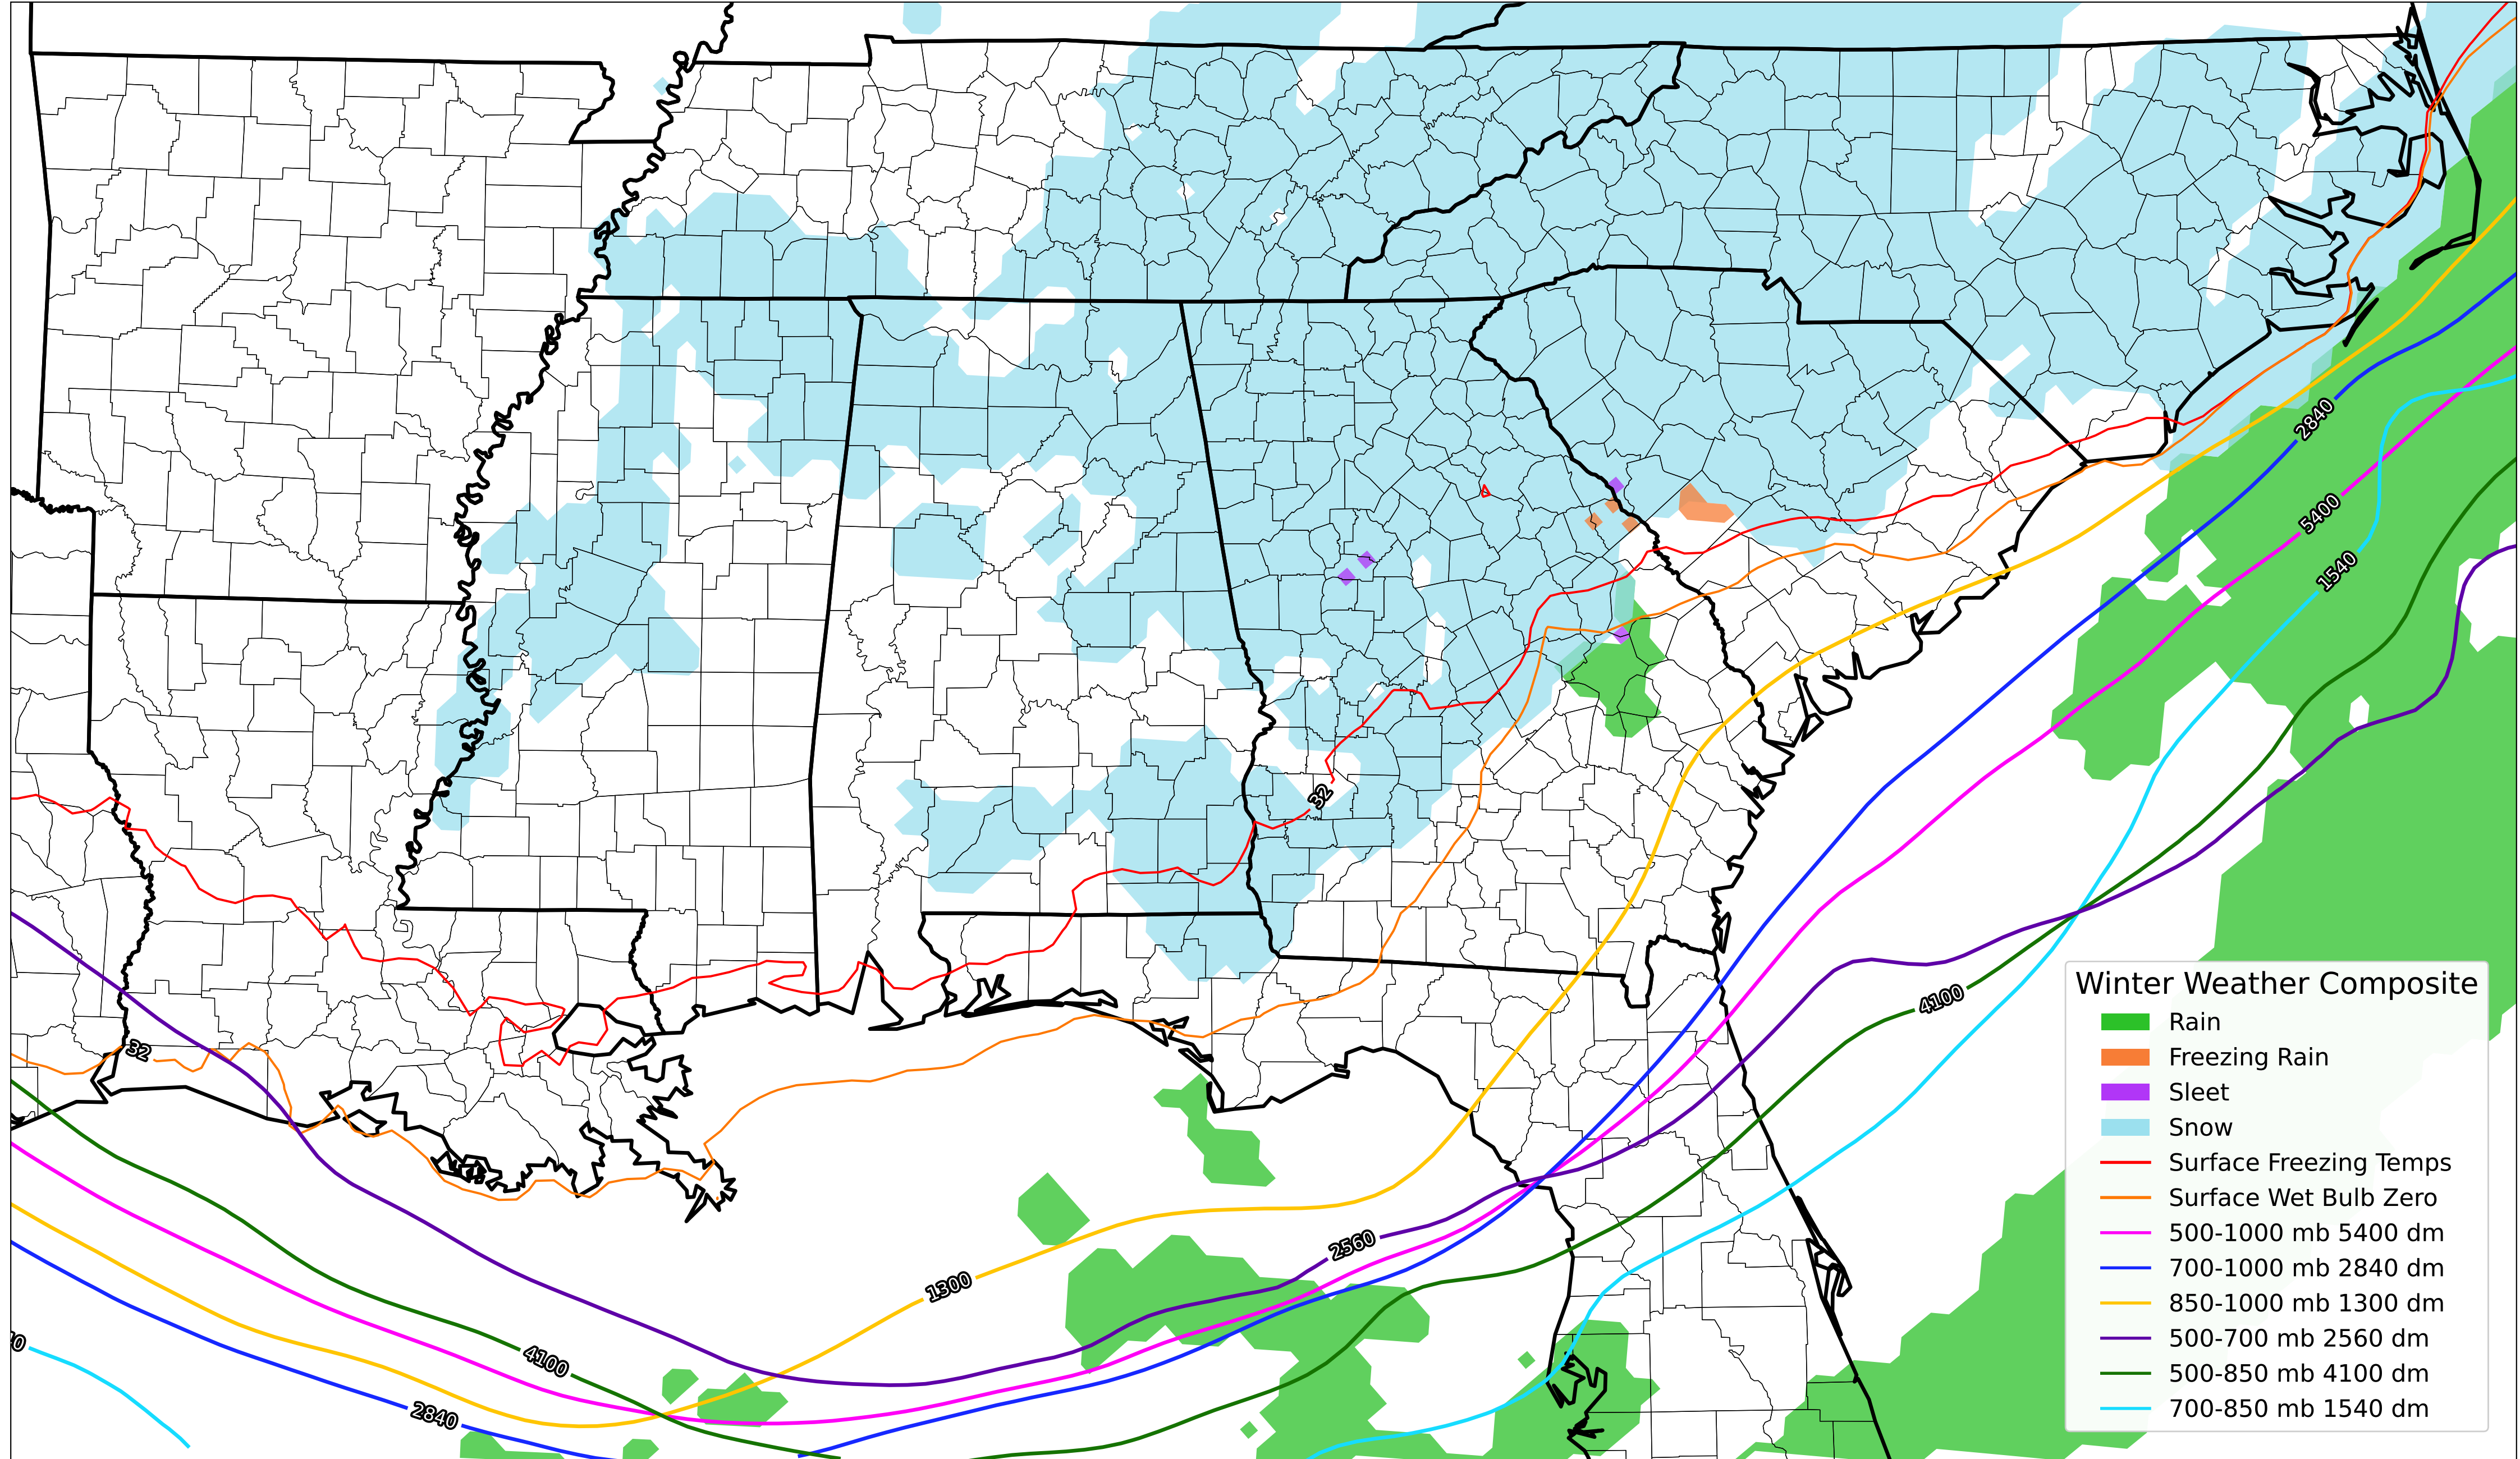 2840
5400
1540
32
Winter Weather Composite
4100
Rain
32
Freezing Rain
Sleet
Snow
Surface Freezing Temps
Surface Wet Bulb Zero
500-1000 mb 5400 dm
2560
700-1000 mb 2840 dm
1300
850-1000 mb 1300 dm
500-700 mb 2560 dm
4100
500-850 mb 4100 dm
2840
700-850 mb 1540 dm